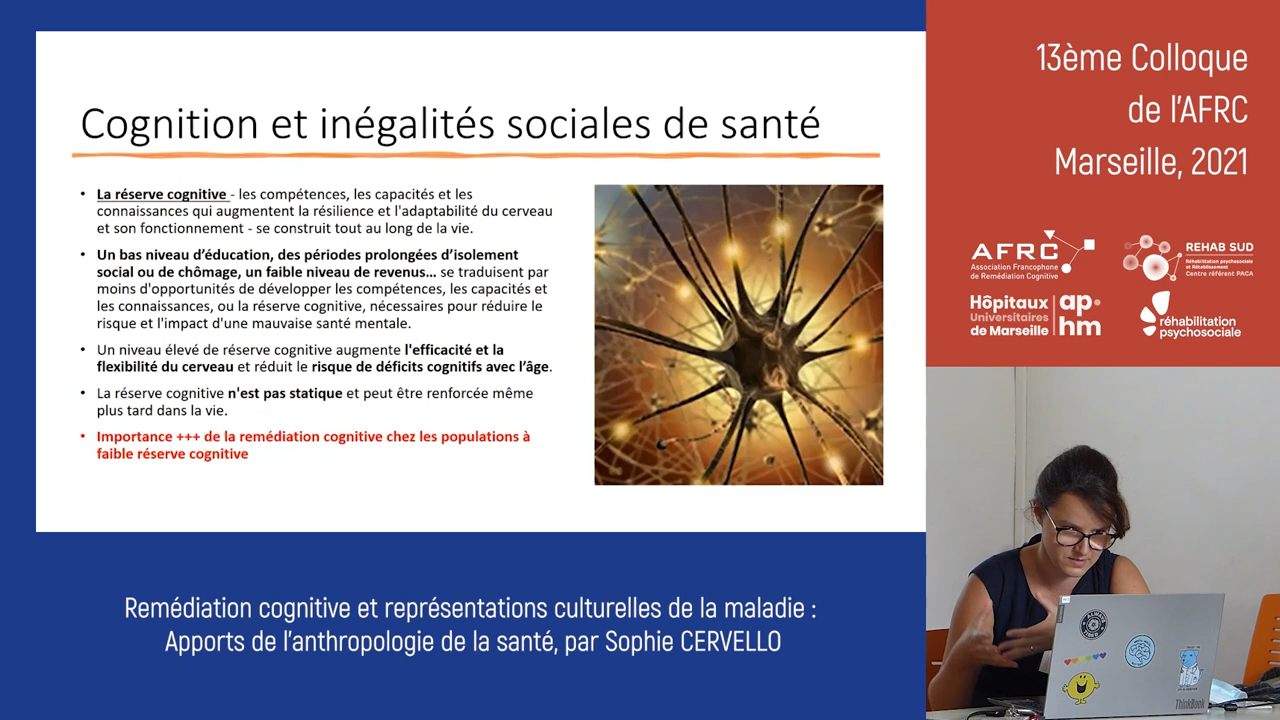 Cognition et inégalités sociales de santé
• La réserve cognitive - les compétences, les capacités et les
connaissances qui augmentent la résilience et l'adaptabilité du cerveau
et son fonctionnement - se construit tout au long de la vie.
• Un bas niveau d’éducation, des périodes prolongées d’isolement
social ou de chômage, un faible niveau de revenus… se traduisent par
moins d'opportunités de développer les compétences, les capacités et
les connaissances, ou la réserve cognitive, nécessaires pour réduire le
risque et l'impact d'une mauvaise santé mentale.
• Un niveau élevé de réserve cognitive augmente l'efficacité et la
flexibilité du cerveau et réduit le risque de déficits cognitifs avec l’âge.
• La réserve cognitive n'est pas statique et peut être renforcée même
plus tard dans la vie.
• Importance +++ de la remédiation cognitive chez les populations à
faible réserve cognitive
Remédiation cognitive et représentations culturelles de la maladie :
Apports de l'anthropologie de la santé, par Sophie CERVELLO
13ème Colloque
de l'AFRC
Marseille, 2021
AFRC
Association Francophone
de Remédiation Cognitive
REHAB SUD
Réhabilitation psychosociale
et Rétablissement
Centre référent PACA
Hôpitaux
Universitaires
de Marseille
ap•
hm
réhabilitation
psychosociale
ThinkBook